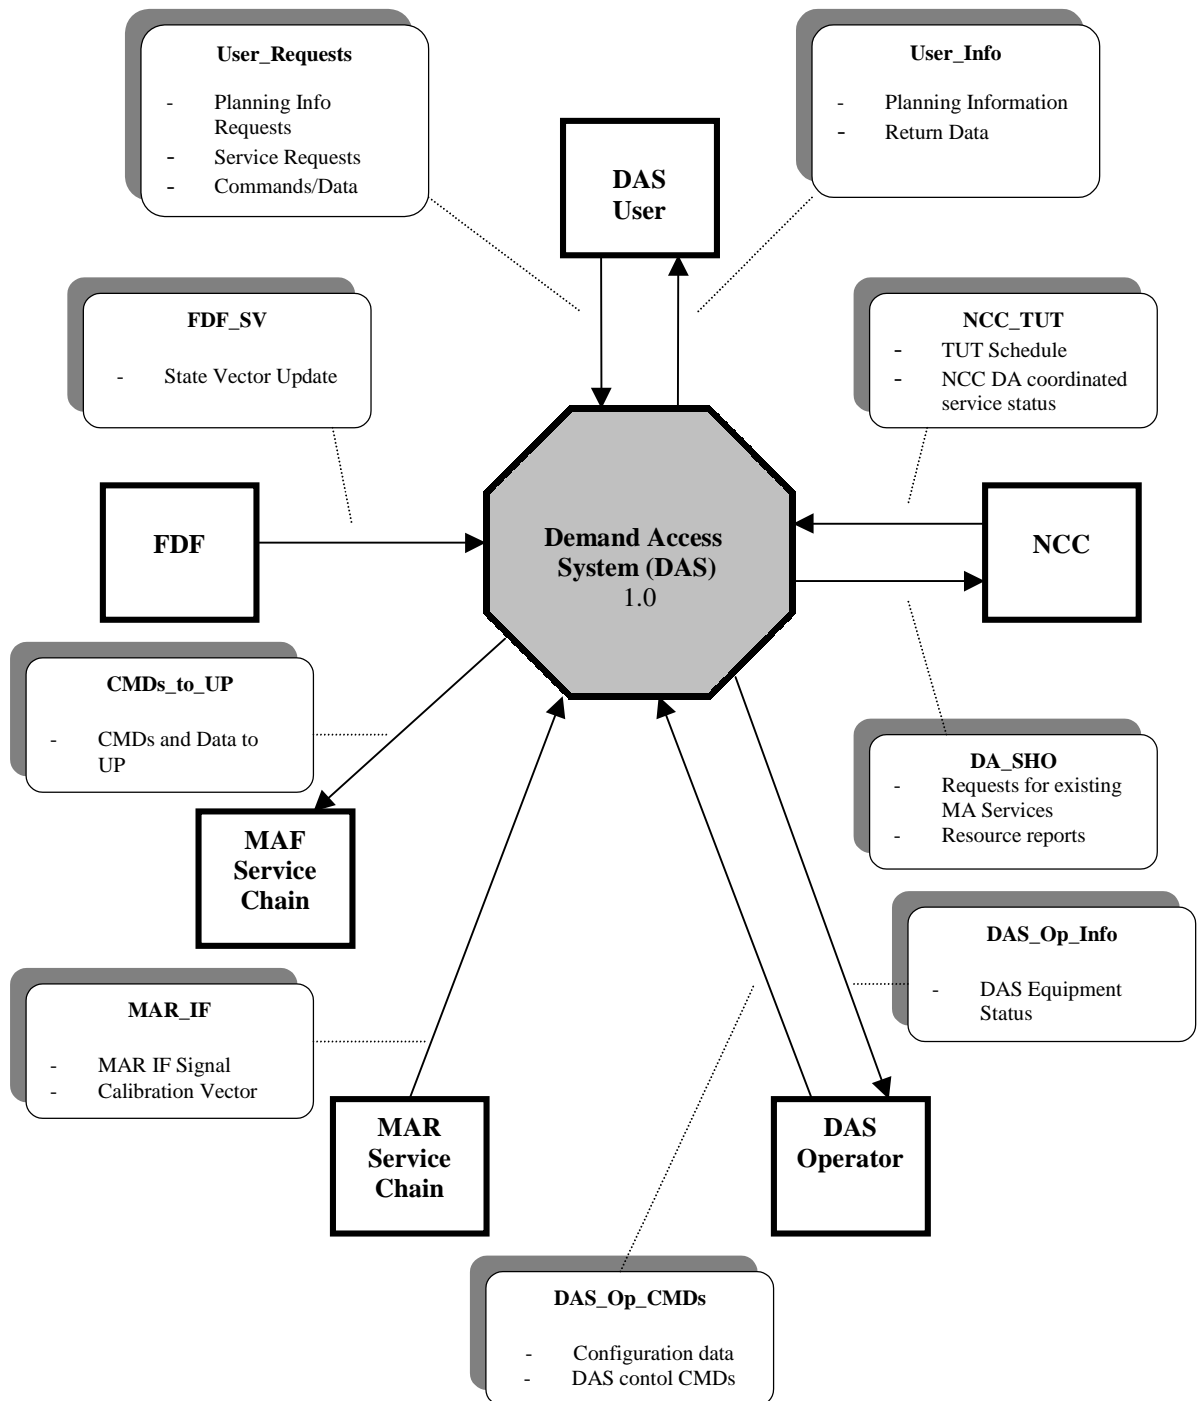 User_Requests
- Planning Info
Requests
- Service Requests
- Commands/Data
User_Info
- Planning Information
- Return Data
DAS
User
FDF_SV
- State Vector Update
NCC_TUT
- TUT Schedule
- NCC DA coordinated
service status
FDF
Demand Access
System (DAS)
1.0
NCC
CMDs_to_UP
- CMDs and Data to
UP
DA_SHO
- Requests for existing
MA Services
- Resource reports
MAF
Service
Chain
DAS_Op_Info
- DAS Equipment
Status
MAR_IF
- MAR IF Signal
- Calibration Vector
MAR
Service
Chain
DAS
Operator
DAS_Op_CMDs
- Configuration data
- DAS contol CMDs